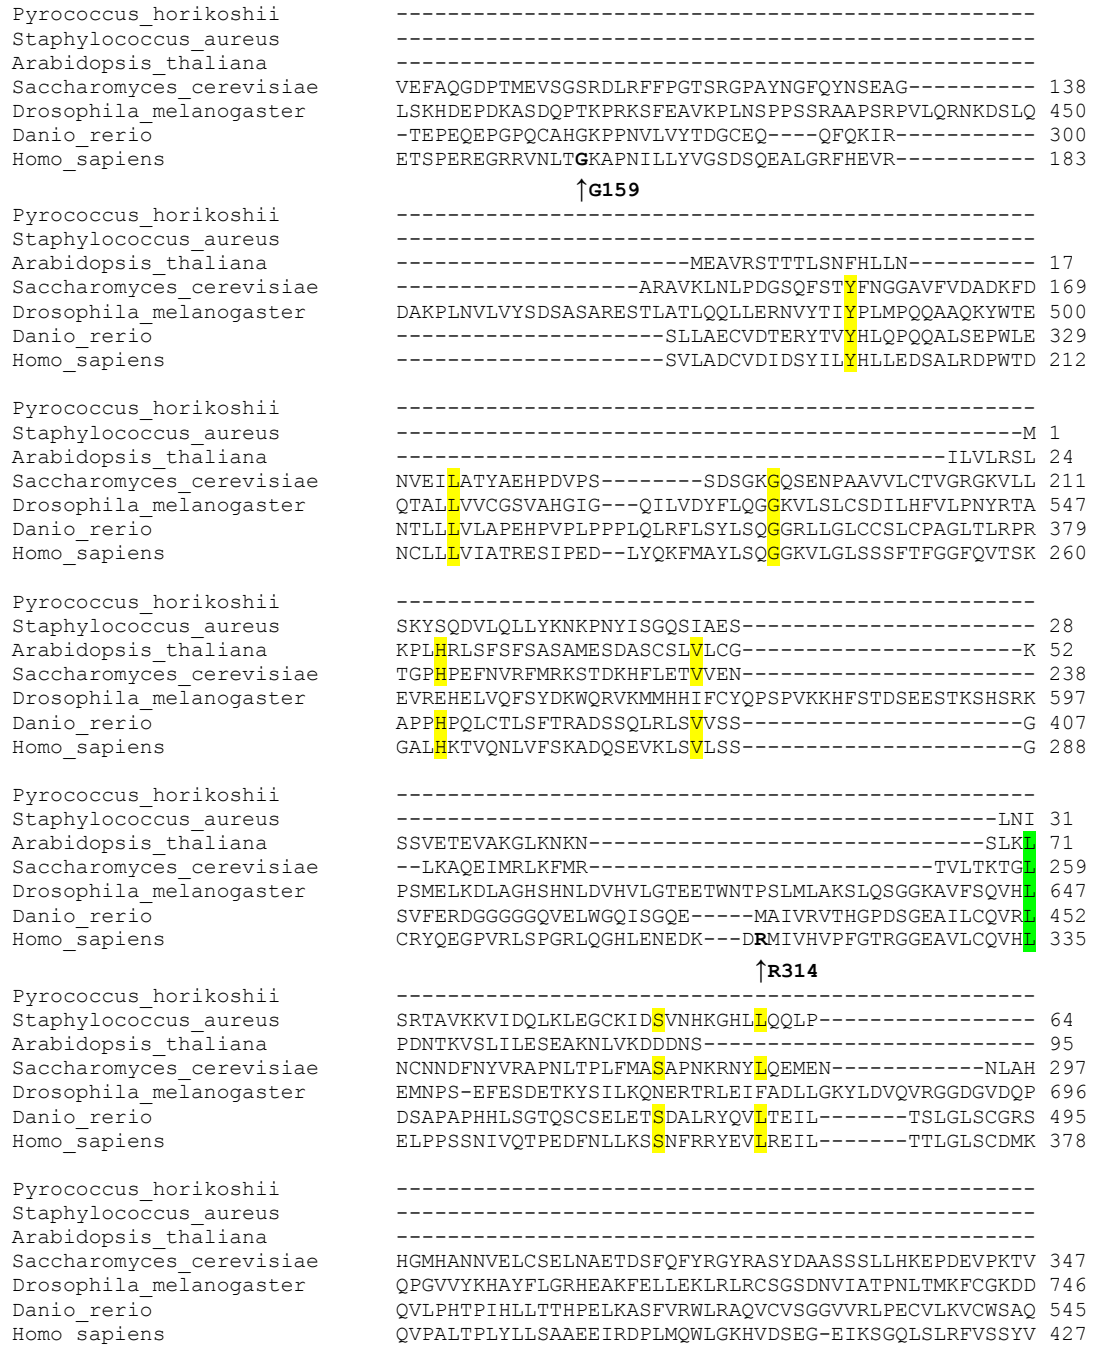 Pyrococcus_horikoshii --------------------------------------------------
Staphylococcus_aureus --------------------------------------------------
Arabidopsis_thaliana --------------------------------------------------
Saccharomyces_cerevisiae VEFAQGDPTMEVSGSRDLRFFPGTSRGPAYNGFQYNSEAG---------- 138
Drosophila_melanogaster LSKHDEPDKASDQPTKPRKSFEAVKPLNSPPSSRAAPSRPVLQRNKDSLQ 450
Danio_rerio -TEPEQEPGPQCAHGKPPNVLVYTDGCEQ----QFQKIR----------- 300
Homo_sapiens ETSPEREGRRVNLTGKAPNILLYVGSDSQEALGRFHEVR----------- 183
↑G159
Pyrococcus_horikoshii --------------------------------------------------
Staphylococcus_aureus --------------------------------------------------
Arabidopsis_thaliana -----------------------MEAVRSTTTLSNFHLLN---------- 17
Saccharomyces_cerevisiae -------------------ARAVKLNLPDGSQFSTYFNGGAVFVDADKFD 169
Drosophila_melanogaster DAKPLNVLVYSDSASARESTLATLQQLLERNVYTIYPLMPQQAAQKYWTE 500
Danio_rerio ---------------------SLLAECVDTERYTVYHLQPQQALSEPWLE 329
Homo_sapiens ---------------------SVLADCVDIDSYILYHLLEDSALRDPWTD 212
Pyrococcus_horikoshii --------------------------------------------------
Staphylococcus_aureus -------------------------------------------------M 1
Arabidopsis_thaliana -------------------------------------------ILVLRSL 24
Saccharomyces_cerevisiae NVEILATYAEHPDVPS--------SDSGKGQSENPAAVVLCTVGRGKVLL 211
Drosophila_melanogaster QTALLVVCGSVAHGIG---QILVDYFLQGGKVLSLCSDILHFVLPNYRTA 547
Danio_rerio NTLLLVLAPEHPVPLPPPLQLRFLSYLSQGGRLLGLCCSLCPAGLTLRPR 379
Homo_sapiens NCLLLVIATRESIPED--LYQKFMAYLSQGGKVLGLSSSFTFGGFQVTSK 260
Pyrococcus_horikoshii --------------------------------------------------
Staphylococcus_aureus SKYSQDVLQLLYKNKPNYISGQSIAES----------------------- 28
Arabidopsis_thaliana KPLHRLSFSFSASAMESDASCSLVLCG----------------------K 52
Saccharomyces_cerevisiae TGPHPEFNVRFMRKSTDKHFLETVVEN----------------------- 238
Drosophila_melanogaster EVREHELVQFSYDKWQRVKMMHHIFCYQPSPVKKHFSTDSEESTKSHSRK 597
Danio_rerio APPHPQLCTLSFTRADSSQLRLSVVSS----------------------G 407
Homo_sapiens GALHKTVQNLVFSKADQSEVKLSVLSS----------------------G 288
Pyrococcus_horikoshii --------------------------------------------------
Staphylococcus_aureus -----------------------------------------------LNI 31
Arabidopsis_thaliana SSVETEVAKGLKNKN-------------------------------SLKL 71
Saccharomyces_cerevisiae --LKAQEIMRLKFMR---------------------------TVLTKTGL 259
Drosophila_melanogaster PSMELKDLAGHSHNLDVHVLGTEETWNTPSLMLAKSLQSGGKAVFSQVHL 647
Danio_rerio SVFERDGGGGGQVELWGQISGQE-----MAIVRVTHGPDSGEAILCQVRL 452
Homo_sapiens CRYQEGPVRLSPGRLQGHLENEDK---DRMIVHVPFGTRGGEAVLCQVHL 335
↑R314
Pyrococcus_horikoshii --------------------------------------------------
Staphylococcus_aureus SRTAVKKVIDQLKLEGCKIDSVNHKGHLLQQLP----------------- 64
Arabidopsis_thaliana PDNTKVSLILESEAKNLVKDDDNS-------------------------- 95
Saccharomyces_cerevisiae NCNNDFNYVRAPNLTPLFMASAPNKRNYLQEMEN------------NLAH 297
Drosophila_melanogaster EMNPS-EFESDETKYSILKQNERTRLEIFADLLGKYLDVQVRGGDGVDQP 696
Danio_rerio DSAPAPHHLSGTQSCSELETSDALRYQVLTEIL-------TSLGLSCGRS 495
Homo_sapiens ELPPSSNIVQTPEDFNLLKSSNFRRYEVLREIL-------TTLGLSCDMK 378
Pyrococcus_horikoshii --------------------------------------------------
Staphylococcus_aureus --------------------------------------------------
Arabidopsis_thaliana --------------------------------------------------
Saccharomyces_cerevisiae HGMHANNVELCSELNAETDSFQFYRGYRASYDAASSSSLLHKEPDEVPKTV 347
Drosophila_melanogaster QPGVVYKHAYFLGRHEAKFELLEKLRLRCSGSDNVIATPNLTMKFCGKDD 746
Danio_rerio QVLPHTPIHLLTTHPELKASFVRWLRAQVCVSGGVVRLPECVLKVCWSAQ 545
Homo_sapiens QVPALTPLYLLSAAEEIRDPLMQWLGKHVDSEG-EIKSGQLSLRFVSSYV 427